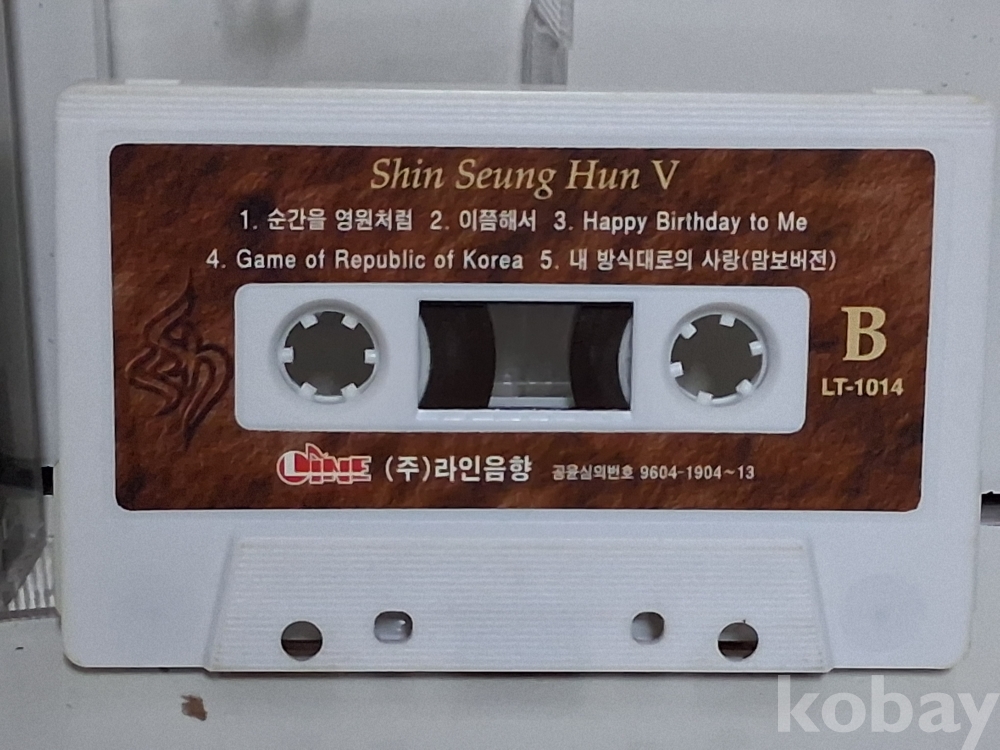 Shin Seung Hun V
1. 순간을 영원처럼 2. 이쯤해서 3. Happy Birthday to Me
4. Game of Republic of Korea 5. 내 방식대로의 사랑(맘보버전)
B
LT-1014
LINE (주)라인음향 공윤심의번호 9604-1904~13
kobay